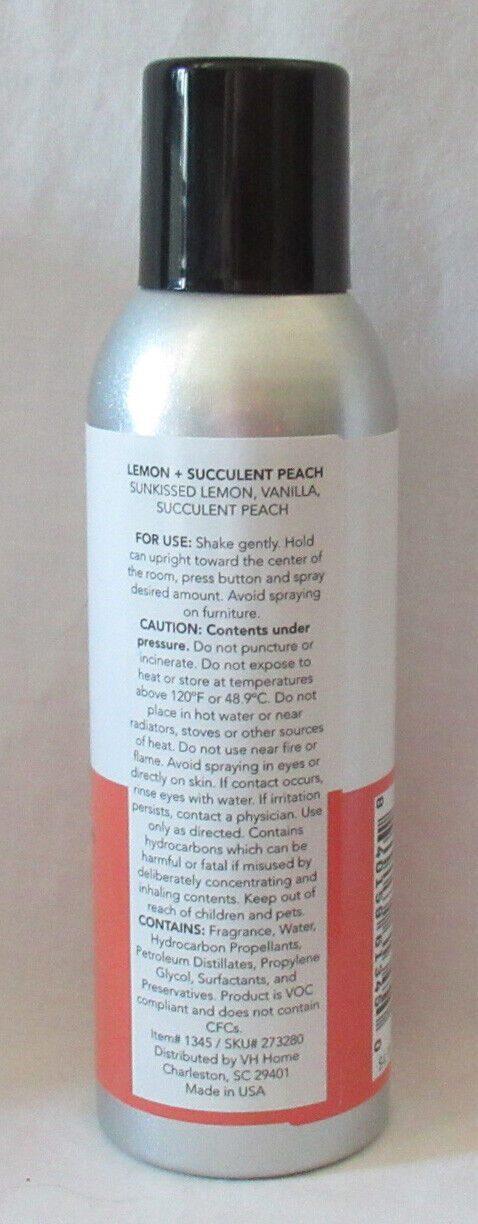 LEMON + SUCCULENT PEACH
SUNKISSED LEMON, VANILLA,
SUCCULENT PEACH
FOR USE: Shake gently. Hold
can upright toward the center of
the room, press button and spray
desired amount. Avoid spraying
on furniture.
CAUTION: Contents under
pressure. Do not puncture or
incinerate. Do not expose to
heat or store at temperatures
above 120°F or 48.9°C. Do not
place in hot water or near
radiators, stoves or other sources
of heat. Do not use near fire or
flame. Avoid spraying in eyes or
directly on skin. If contact occurs,
rinse eyes with water. If irritation
persists, contact a physician. Use
only as directed. Contains
hydrocarbons which can be
harmful or fatal if misused by
deliberately concentrating and
inhaling contents. Keep out of
reach of children and pets.
CONTAINS: Fragrance, Water,
Hydrocarbon Propellants,
Petroleum Distillates, Propylene
Glycol, Surfactants, and
Preservatives. Product is VOC
compliant and does not contain
CFCs.
Item# 1345 / SKU# 273280
Distributed by VH Home
Charleston, SC 29401
Made in USA